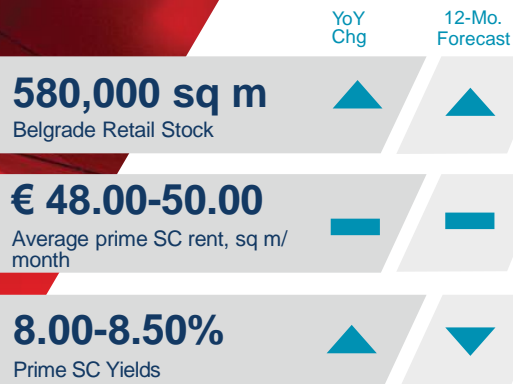 YoY
Chg
12-Mo.
Forecast
580,000 sq m
Belgrade Retail Stock
€ 48.00-50.00
Average prime SC rent, sq m/
month
8.00-8.50%
Prime SC Yields